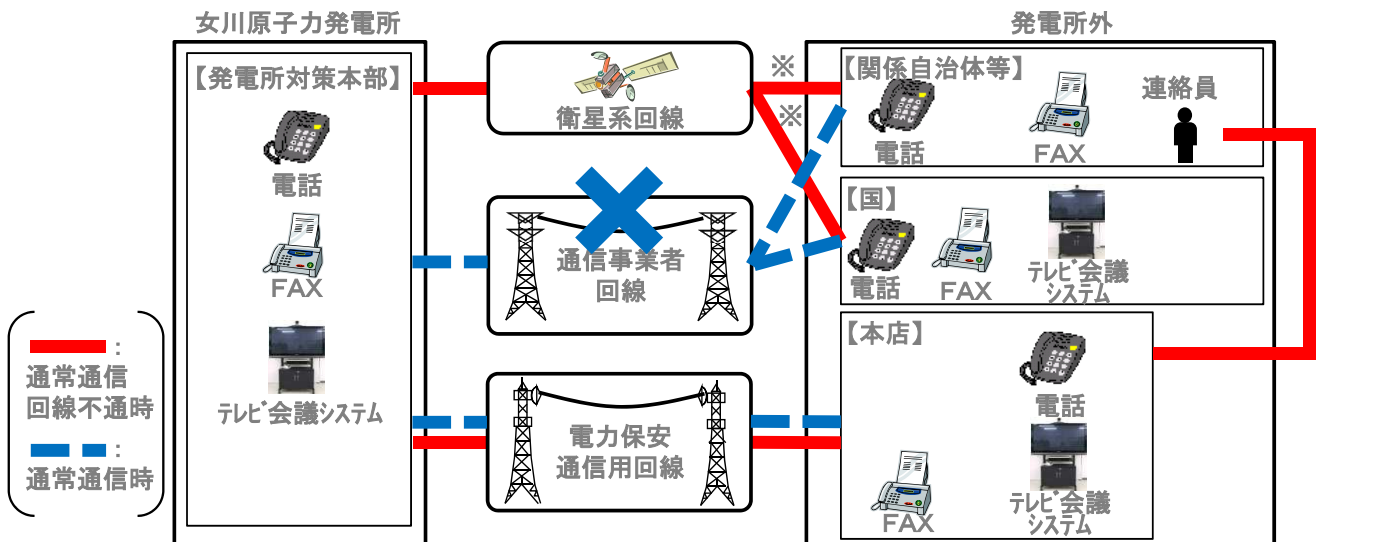 女川原子力発電所
【発電所対策本部】
電話
FAX
テレビ会議システム
：
通常通信
回線不通時
：
通常通信時
衛星系回線
通信事業者
回線
電力保安
通信用回線
※
※
発電所外
【関係自治体等】
電話
FAX
連絡員
【国】
電話
FAX
テレビ会議
システム
【本店】
電話
FAX
テレビ会議
システム